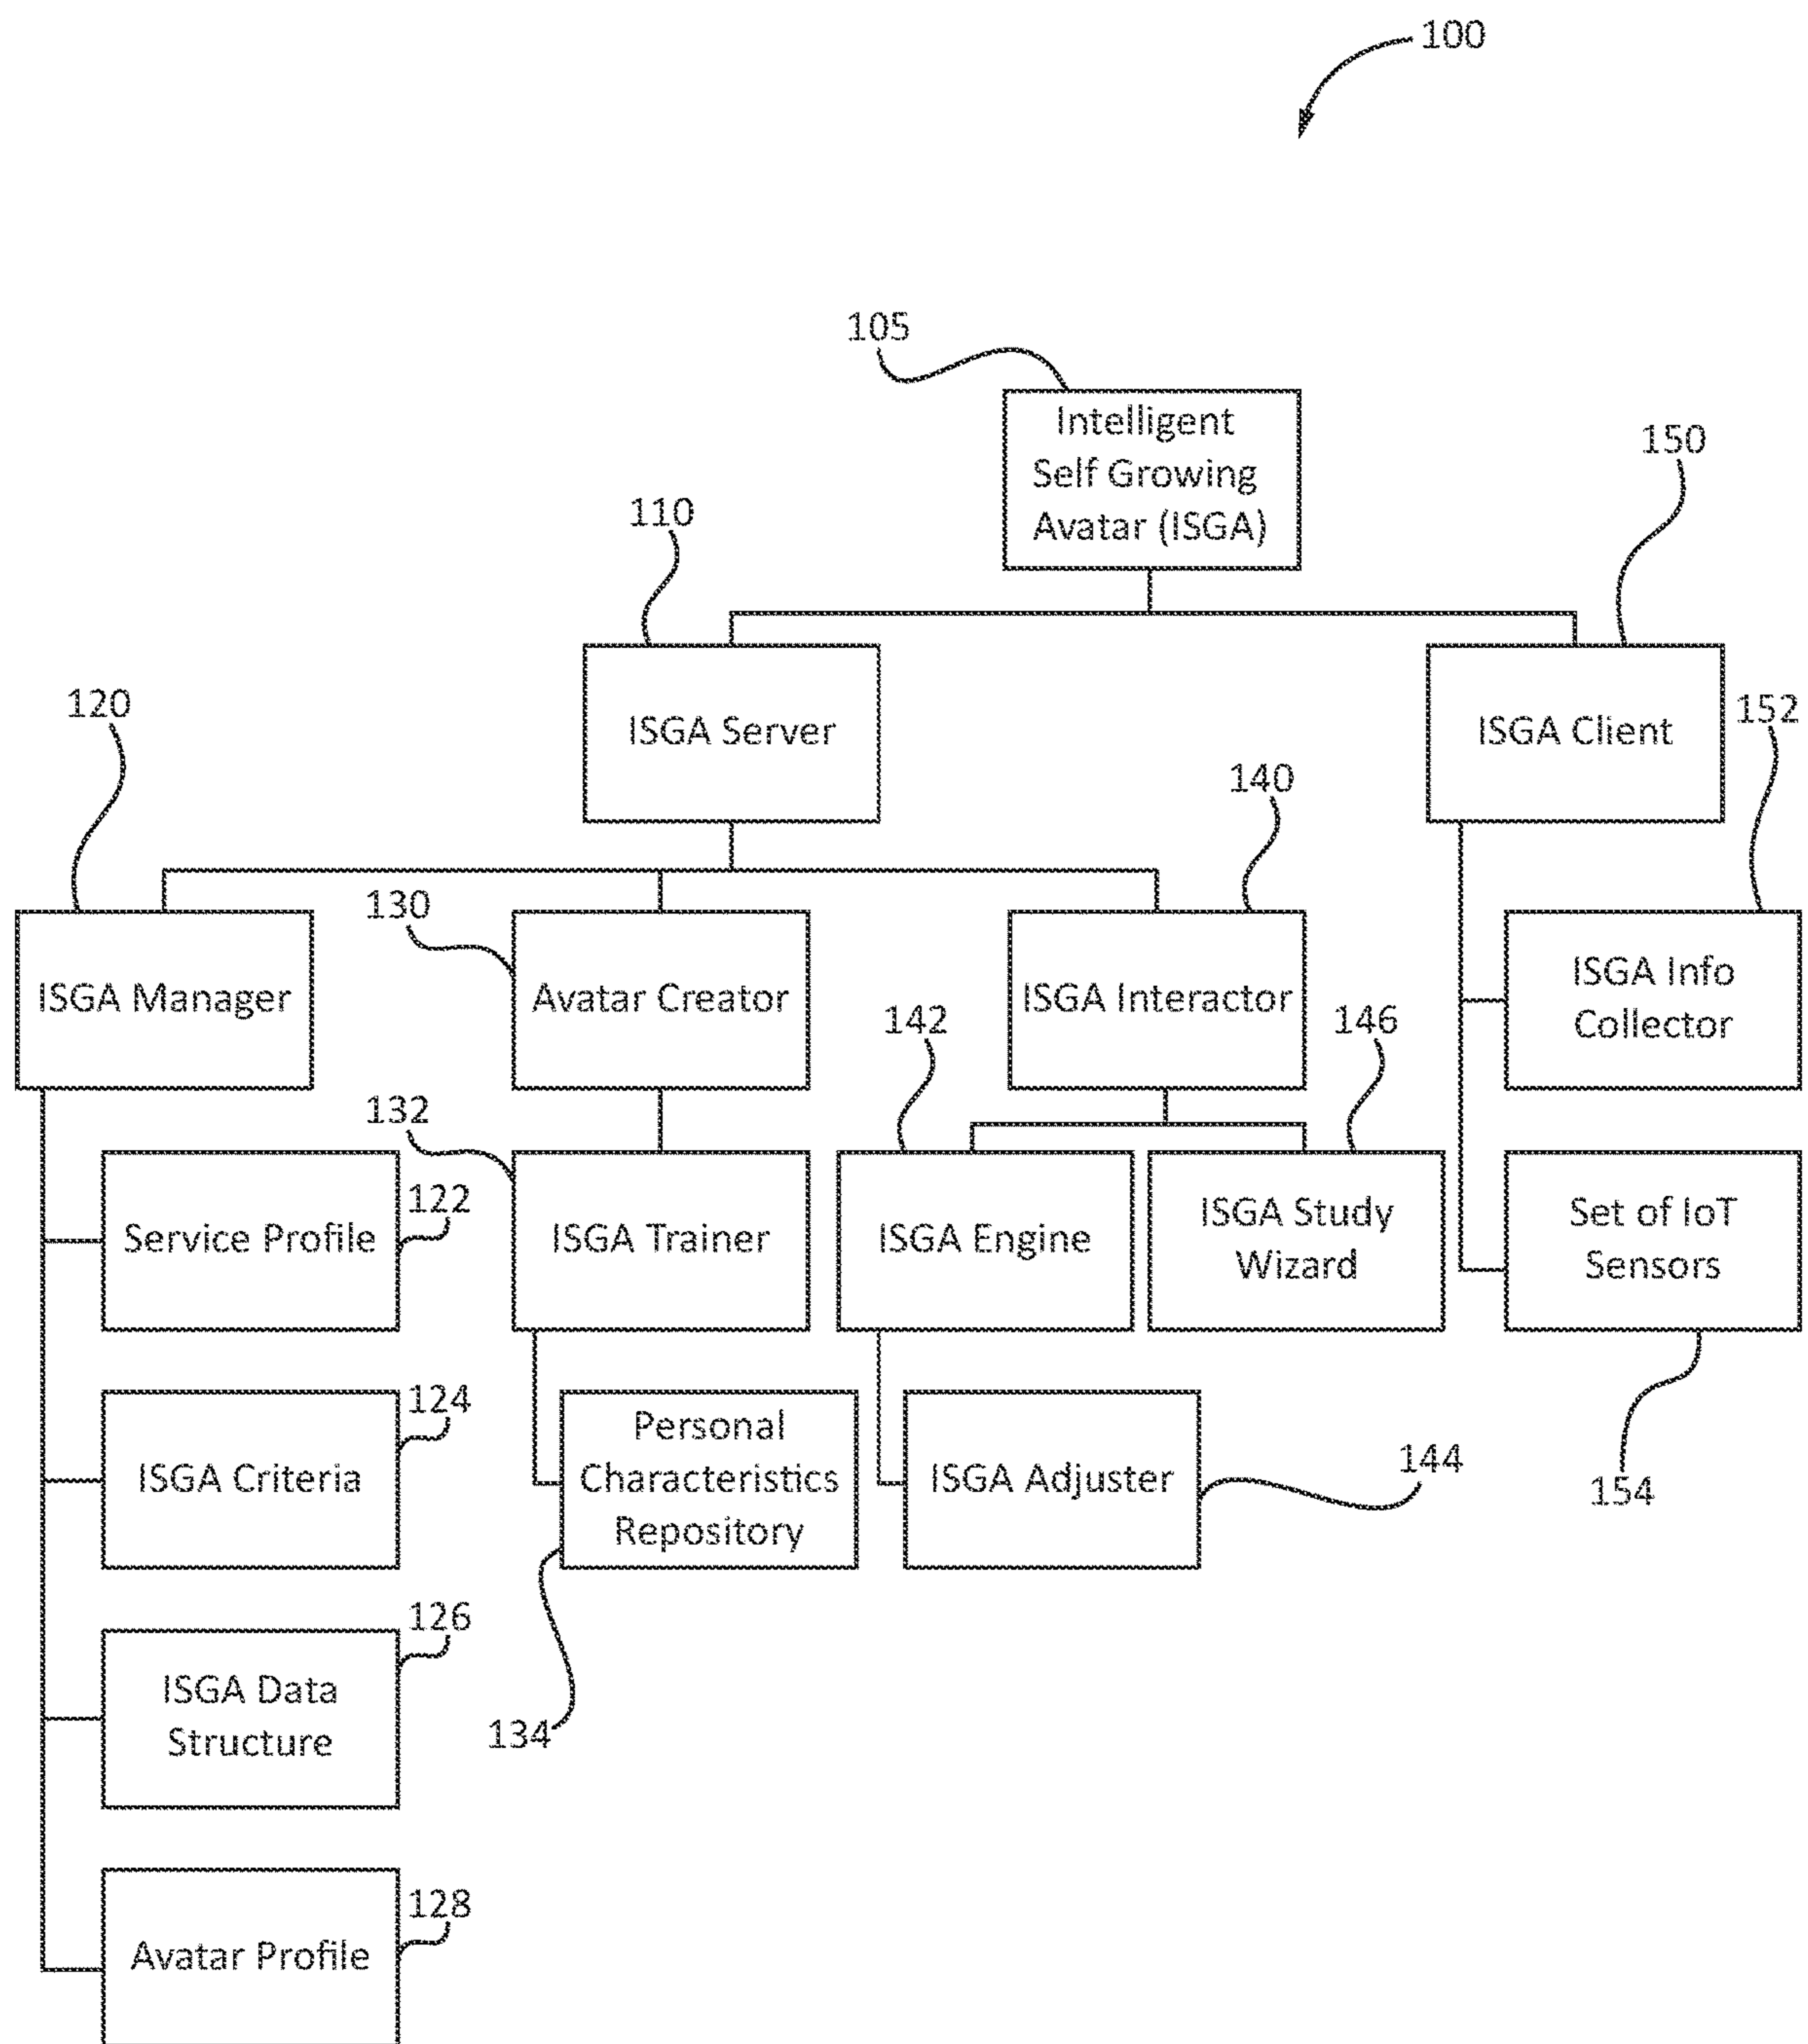 100
105
Intelligent
Self Growing
Avatar (ISGA)
150
110
120
ISGA Server
ISGA Client
152
140
130
ISGA Manager
Avatar Creator
ISGA Interactor
ISGA Info
Collector
142
146
132
Service Profile
122
ISGA Trainer
ISGA Engine
ISGA Study
Wizard
Set of IoT
Sensors
124
ISGA Criteria
Personal
Characteristics
Repository
ISGA Adjuster
144
154
126
ISGA Data
Structure
134
128
Avatar Profile